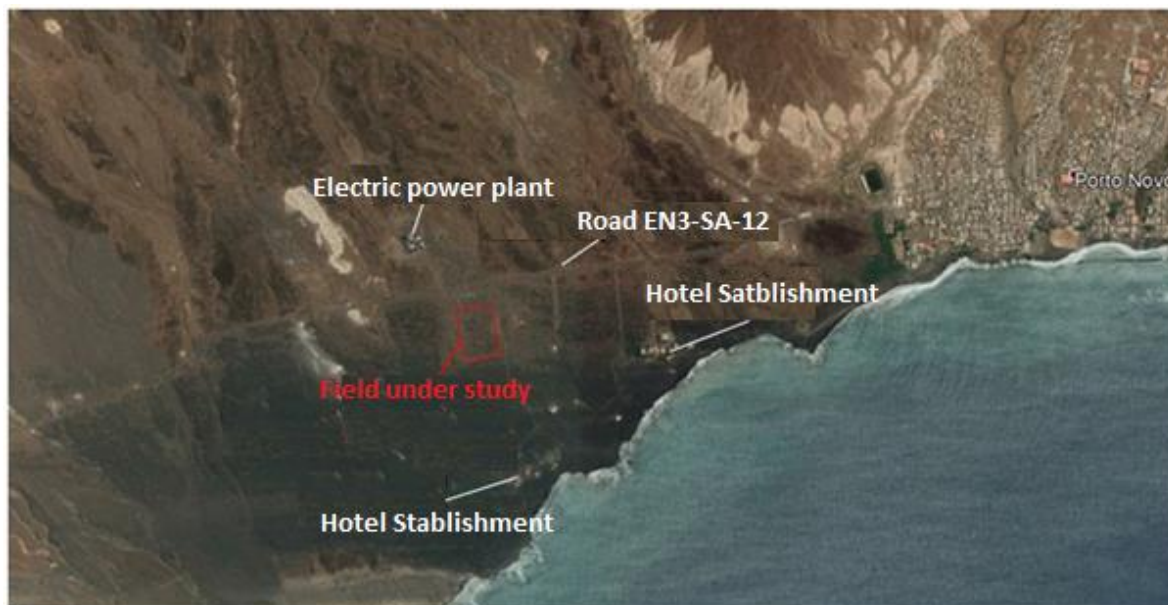 Electric power plant
Road EN3-SA-12
Porto Novo
Hotel Satblishment
Field under study
Hotel Stablishment